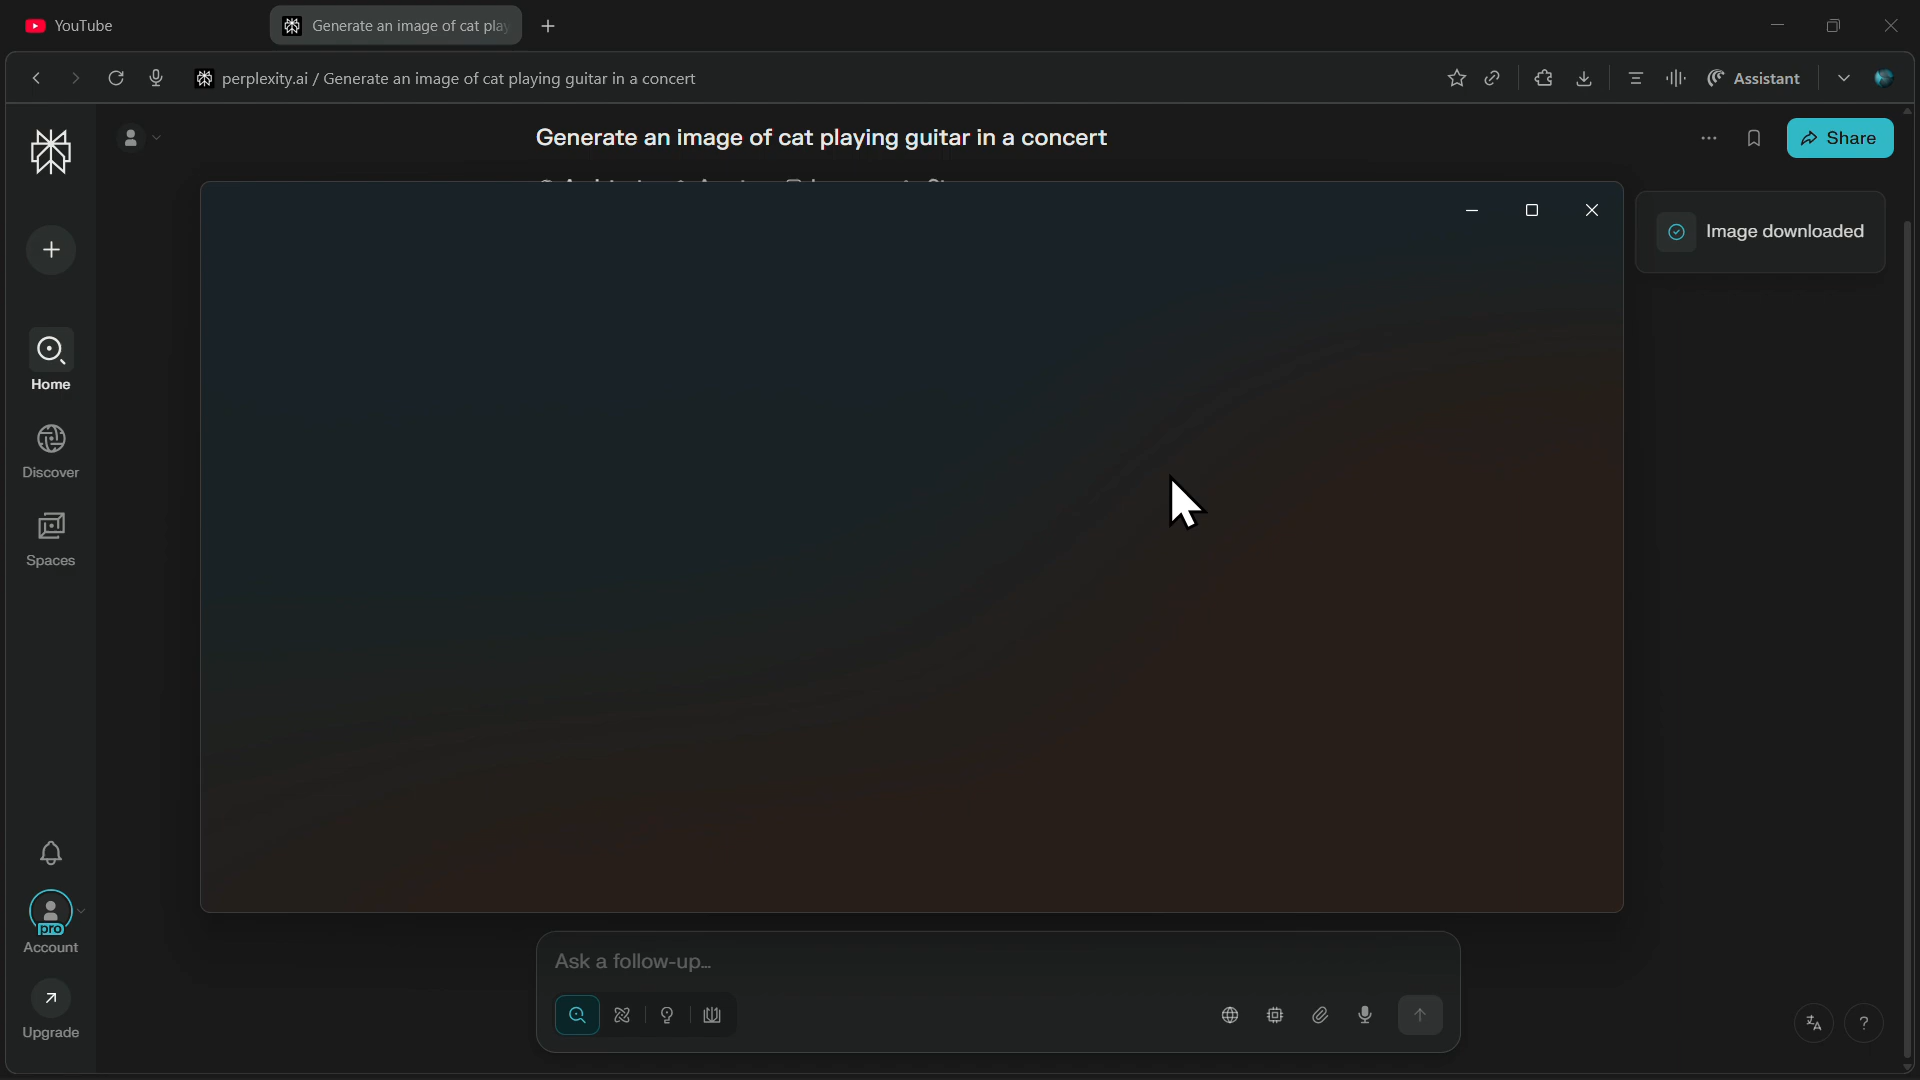 YouTube
Generate an image of cat play
perplexity.ai / Generate an image of cat playing guitar in a concert
Assistant
Generate an image of cat playing guitar in a concert
Share
Image downloaded
Home
Discover
Spaces
pro
Account
Upgrade
Ask a follow-up...
?